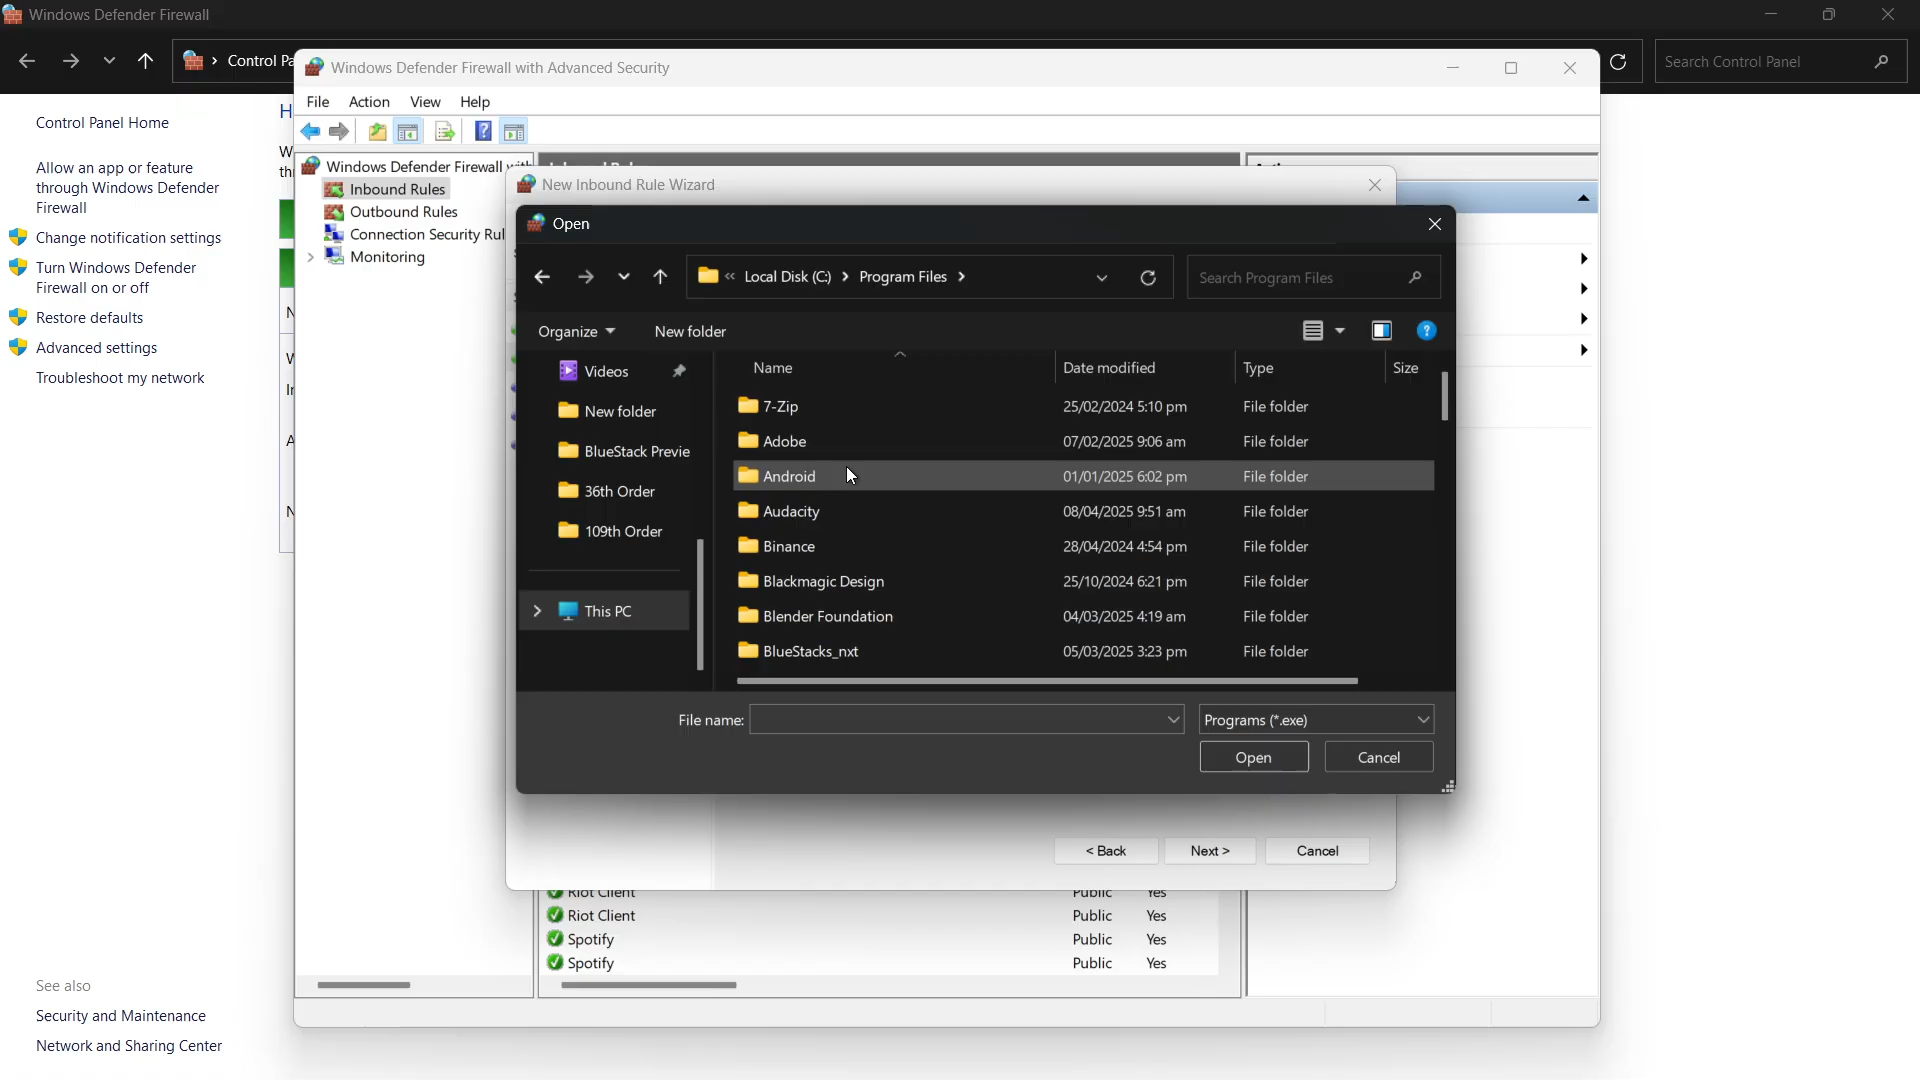 Windows Defender Firewall
Control Pa
Search Control Panel
Control Panel Home
Allow an app or feature
through Windows Defender
Firewall
Change notification settings
Turn Windows Defender
Firewall on or off
Restore defaults
Advanced settings
Troubleshoot my network
See also
Security and Maintenance
Network and Sharing Center
Windows Defender Firewall with Advanced Security
File Action View Help
Windows Defender Firewall with
Inbound Rules
Outbound Rules
Connection Security Rul
Monitoring
New Inbound Rule Wizard
Open
« Local Disk (C:) > Program Files >
Search Program Files
Organize New folder
Videos
New folder
BlueStack Previe
36th Order
109th Order
This PC
Name Date modified Type Size
7-Zip 25/02/2024 5:10 pm File folder
Adobe 07/02/2025 9:06 am File folder
Android 01/01/2025 6:02 pm File folder
Audacity 08/04/2025 9:51 am File folder
Binance 28/04/2024 4:54 pm File folder
Blackmagic Design 25/10/2024 6:21 pm File folder
Blender Foundation 04/03/2025 4:19 am File folder
BlueStacks_nxt 05/03/2025 3:23 pm File folder
File name: Programs (*.exe)
Open Cancel
< Back Next > Cancel
Riot Client Public Yes
Riot Client Public Yes
Spotify Public Yes
Spotify Public Yes